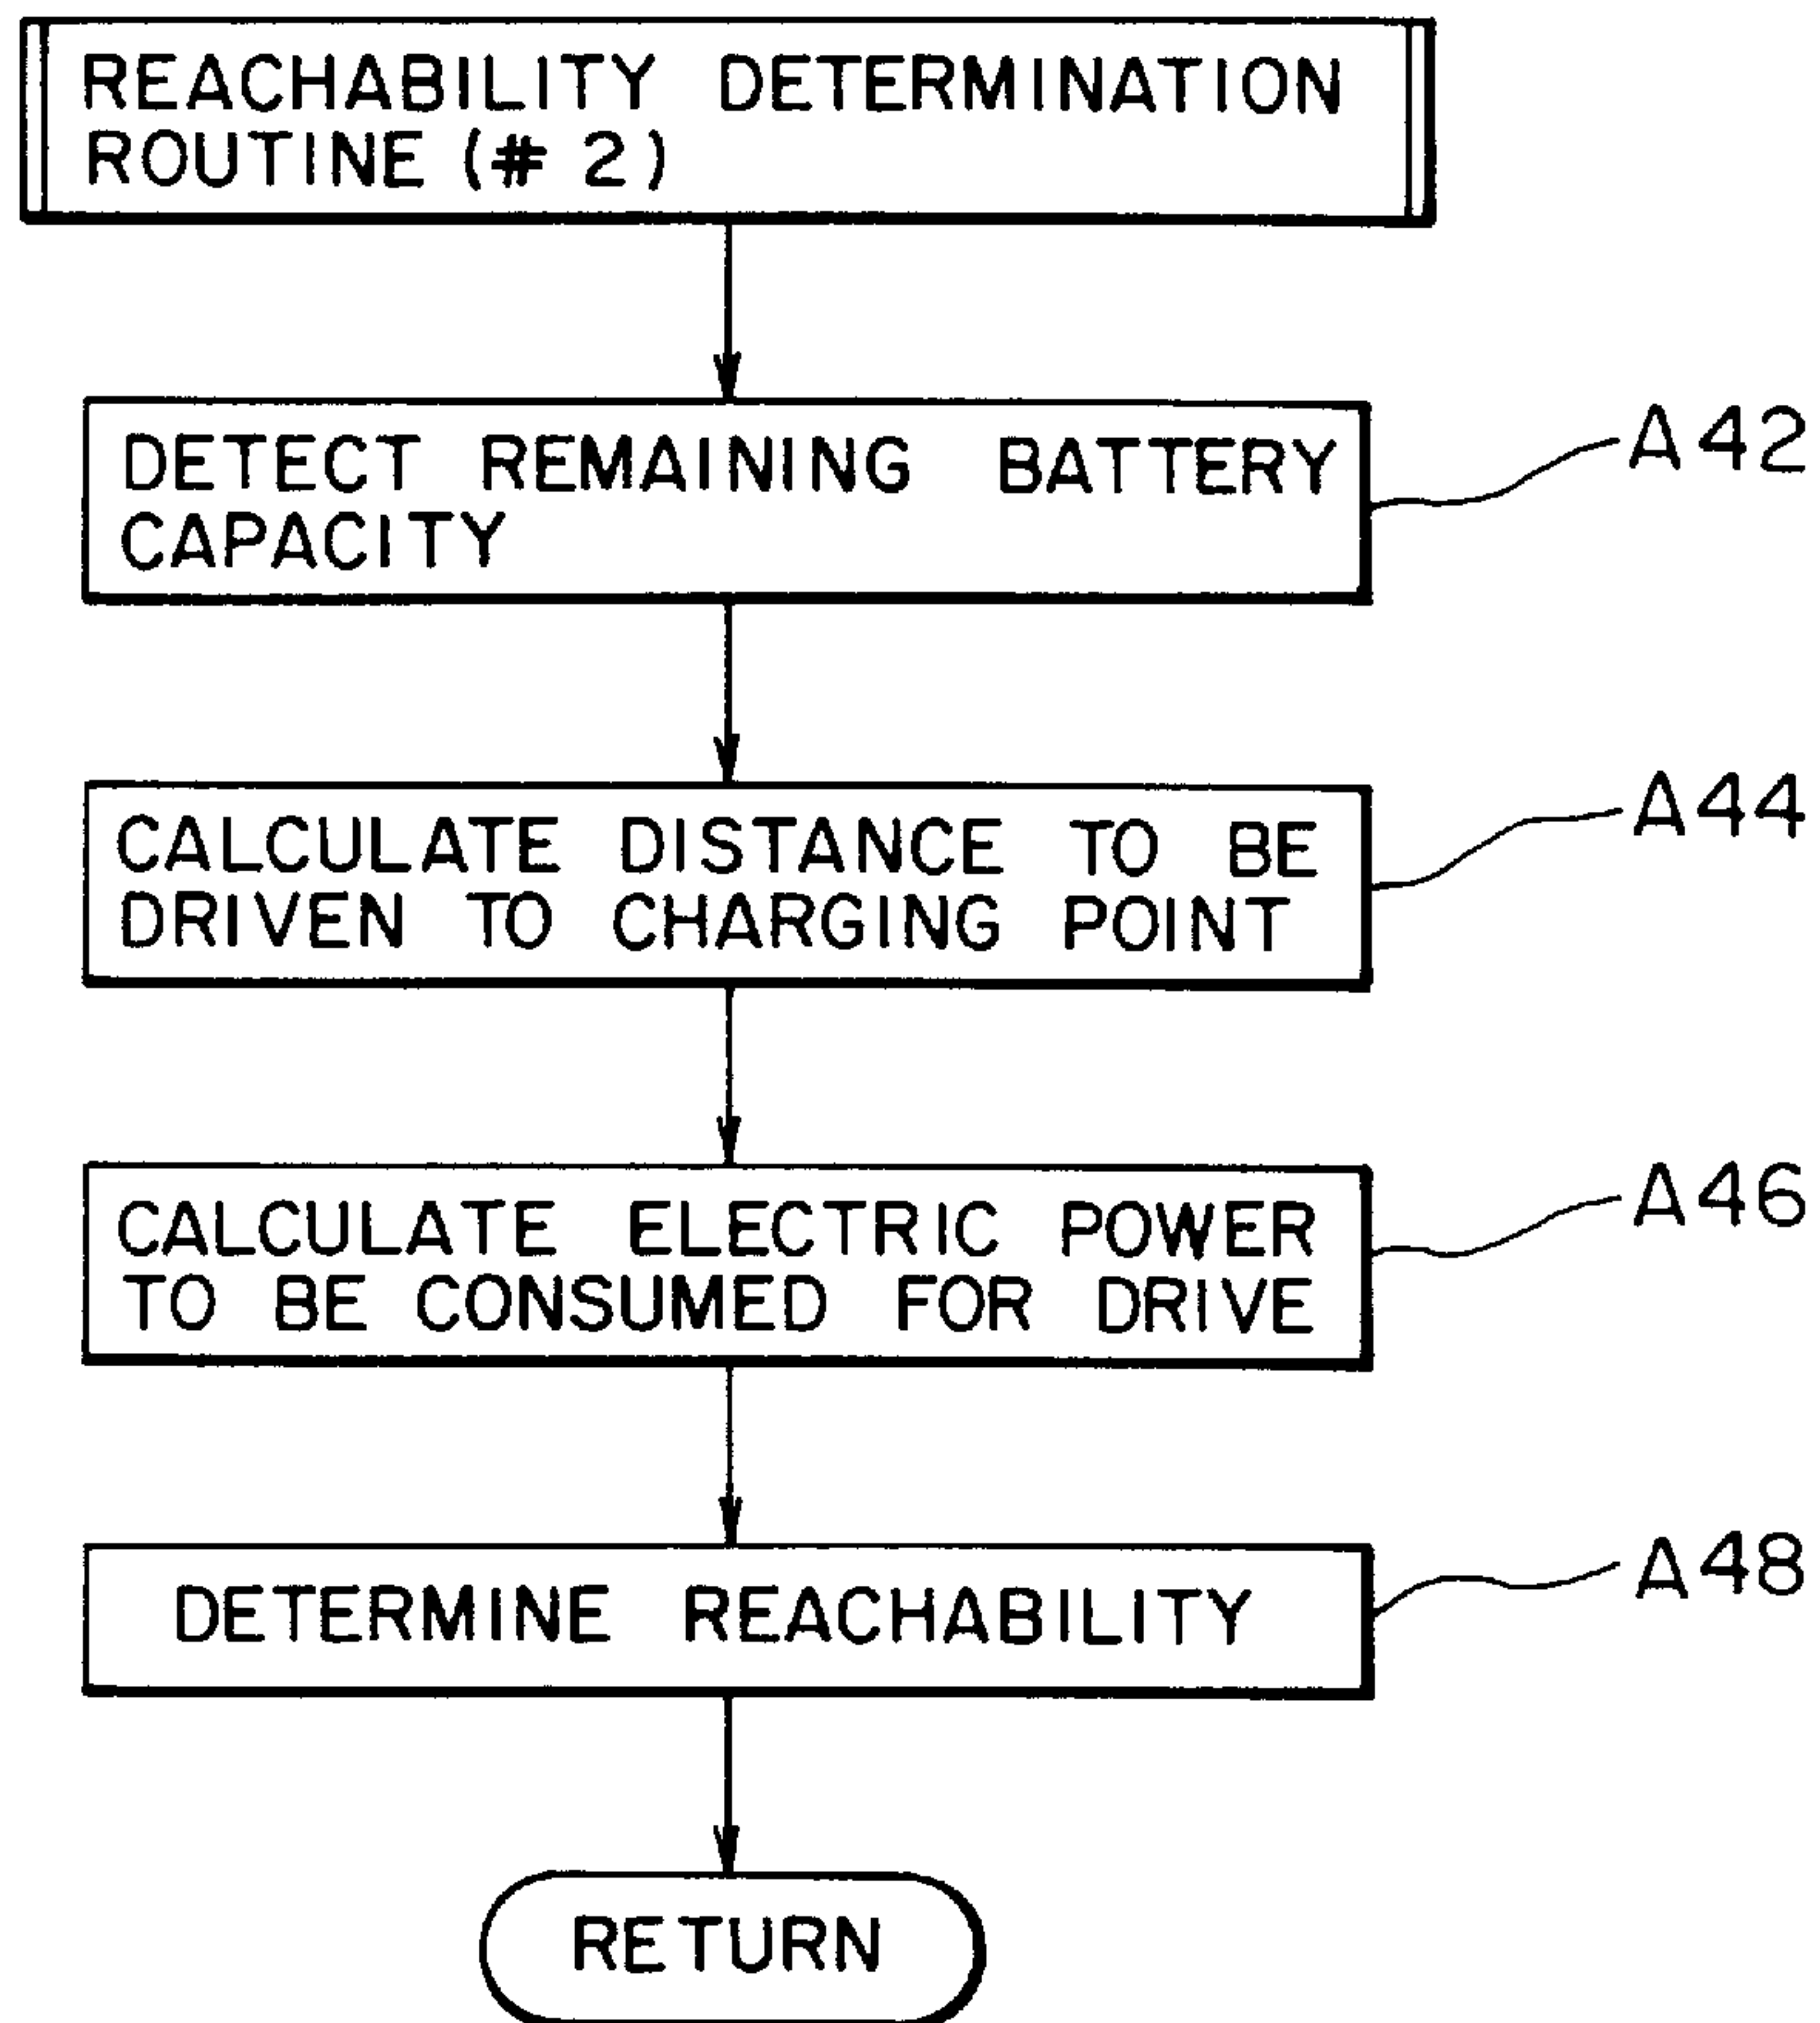 REACHABILITY DETERMINATION
ROUTINE (# 2)
DETECT REMAINING BATTERY
CAPACITY
A42
CALCULATE DISTANCE TO BE
DRIVEN TO CHARGING POINT
A44
CALCULATE ELECTRIC POWER
TO BE CONSUMED FOR DRIVE
A46
DETERMINE REACHABILITY
A48
RETURN